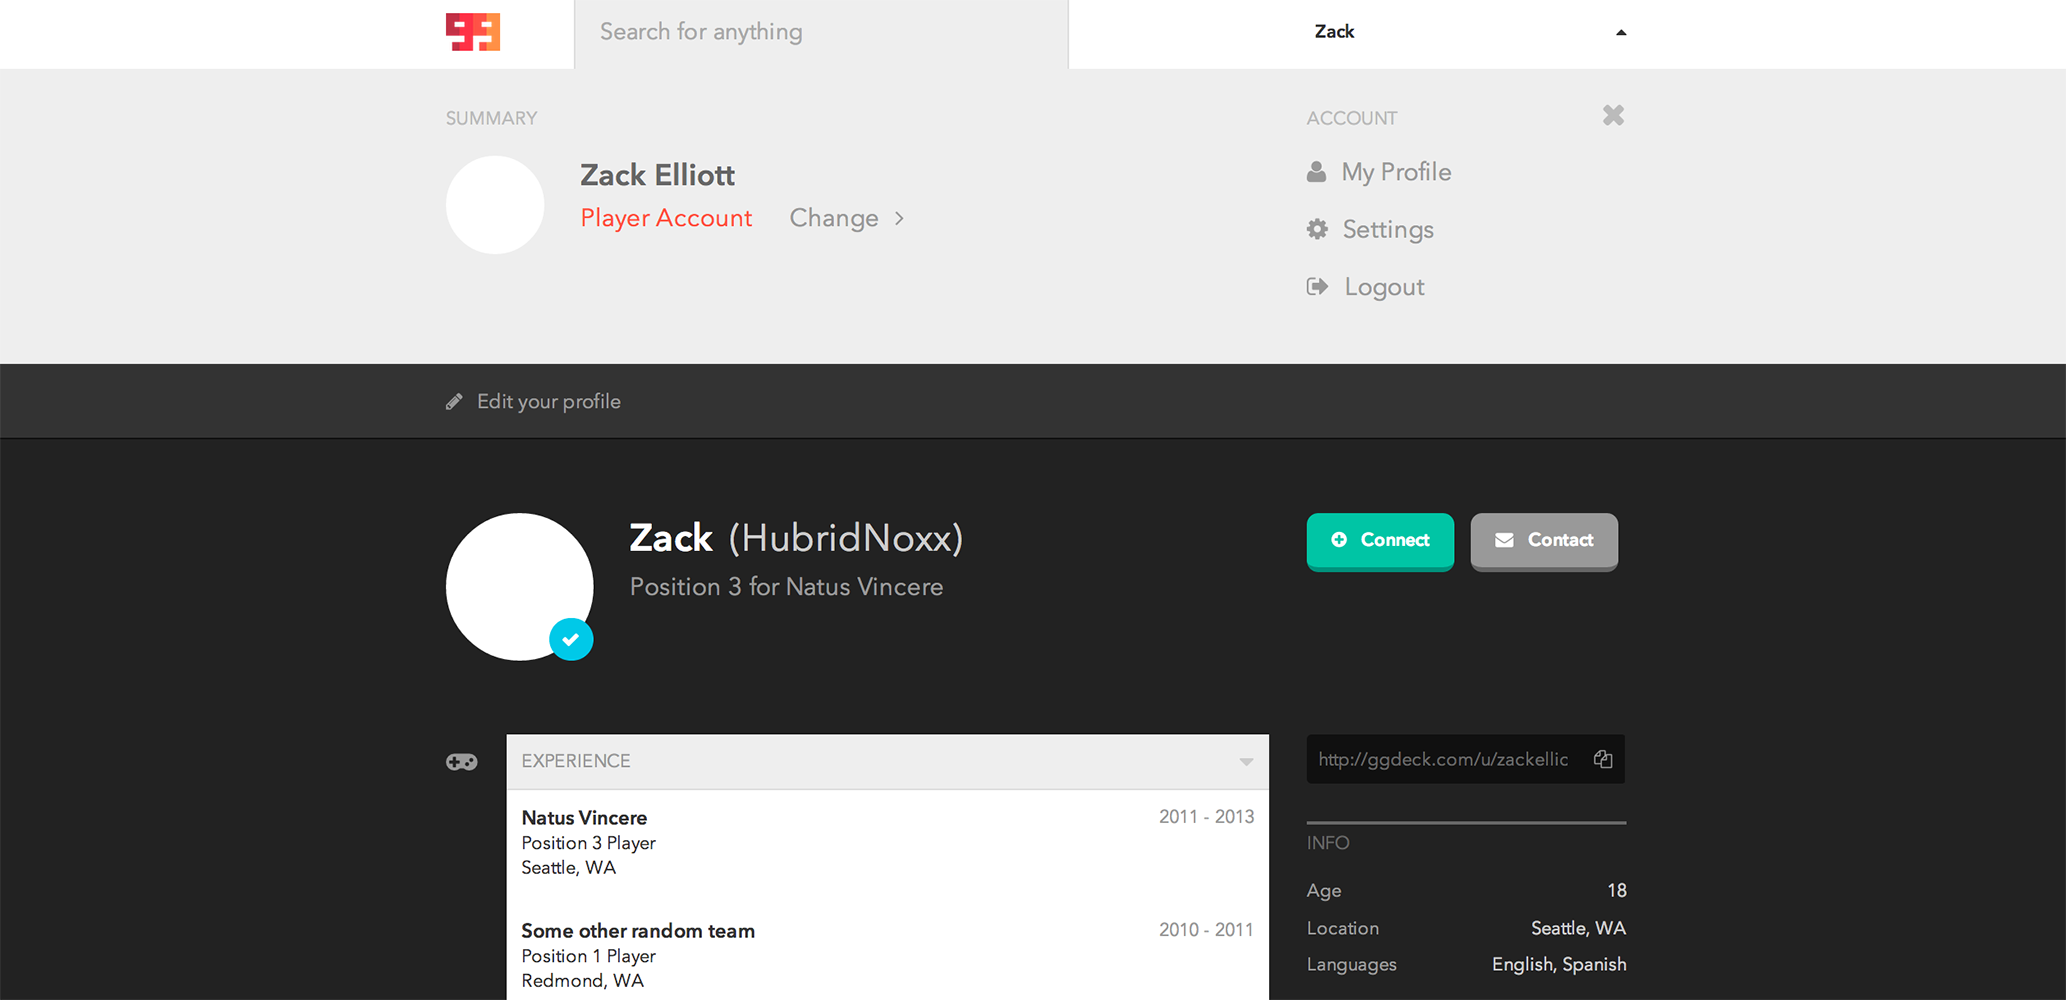 Search for anything
Zack
SUMMARY
Zack Elliott
Player Account
Change
ACCOUNT
My Profile
Settings
Logout
Edit your profile
Zack (HubridNoxx)
Position 3 for Natus Vincere
Connect
Contact
EXPERIENCE
Natus Vincere
2011 - 2013
Position 3 Player
Seattle, WA
Some other random team
2010 - 2011
Position 1 Player
Redmond, WA
http://ggdeck.com/u/zackellic
INFO
Age 18
Location Seattle, WA
Languages English, Spanish